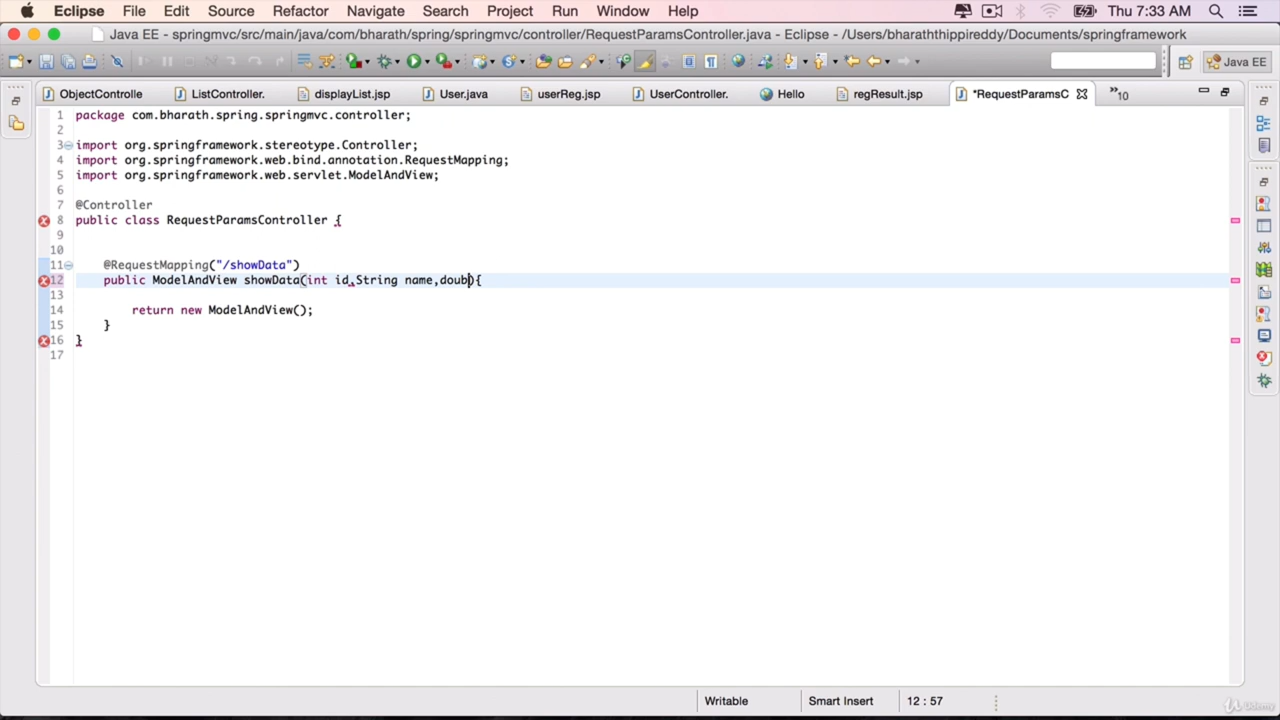 Eclipse File Edit Source Refactor Navigate Search Project Run Window Help Thu 7:33 AM
Java EE - springmvc/src/main/java/com/bharath/spring/springmvc/controller/RequestParamsController.java - Eclipse - /Users/bharaththippireddy/Documents/springframework
Java EE
ObjectControlle ListController. displayList.jsp User.java userReg.jsp UserController. Hello regResult.jsp *RequestParamsC »10
1 package com.bharath.spring.springmvc.controller;
2
3 import org.springframework.stereotype.Controller;
4 import org.springframework.web.bind.annotation.RequestMapping;
5 import org.springframework.web.servlet.ModelAndView;
6
7 @Controller
8 public class RequestParamsController {
9
10
11 @RequestMapping("/showData")
12 public ModelAndView showData(int id,String name,doub){
13
14 return new ModelAndView();
15 }
16 }
17
Writable Smart Insert 12 : 57
Udemy